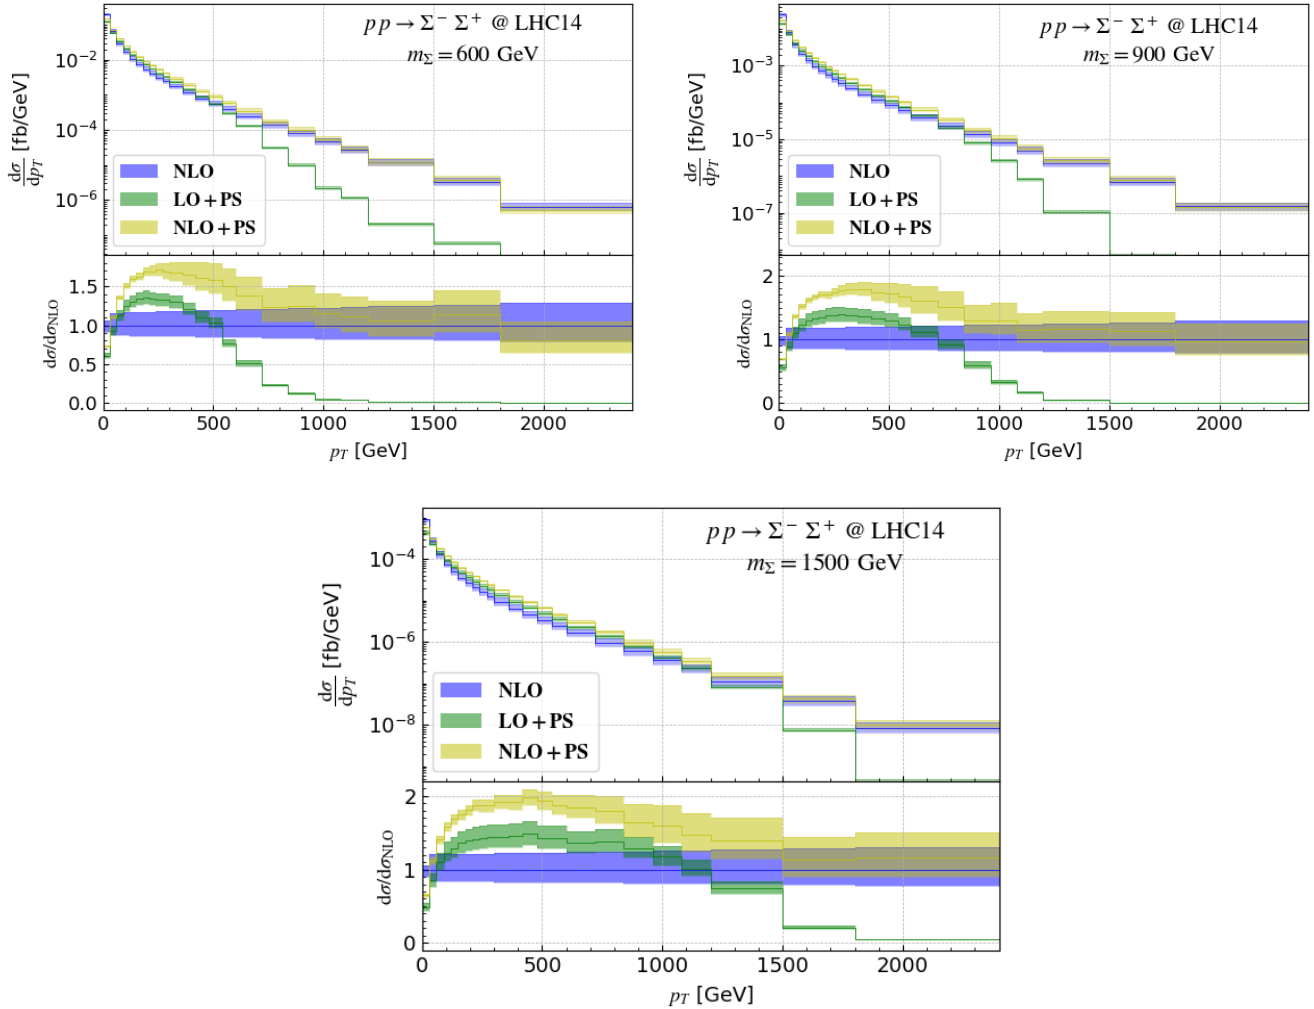 pp → Σ⁻ Σ⁺ @ LHC14
m_Σ = 600 GeV
dσ/dp_T [fb/GeV]
10⁻²
10⁻⁴
10⁻⁶
NLO
LO+PS
NLO+PS
dσ/dσ_NLO
1.5
1.0
0.5
0.0
0 500 1000 1500 2000
p_T [GeV]
pp → Σ⁻ Σ⁺ @ LHC14
m_Σ = 900 GeV
dσ/dp_T [fb/GeV]
10⁻³
10⁻⁵
10⁻⁷
NLO
LO+PS
NLO+PS
dσ/dσ_NLO
2
1
0
0 500 1000 1500 2000
p_T [GeV]
pp → Σ⁻ Σ⁺ @ LHC14
m_Σ = 1500 GeV
dσ/dp_T [fb/GeV]
10⁻⁴
10⁻⁶
10⁻⁸
NLO
LO+PS
NLO+PS
dσ/dσ_NLO
2
1
0
0 500 1000 1500 2000
p_T [GeV]